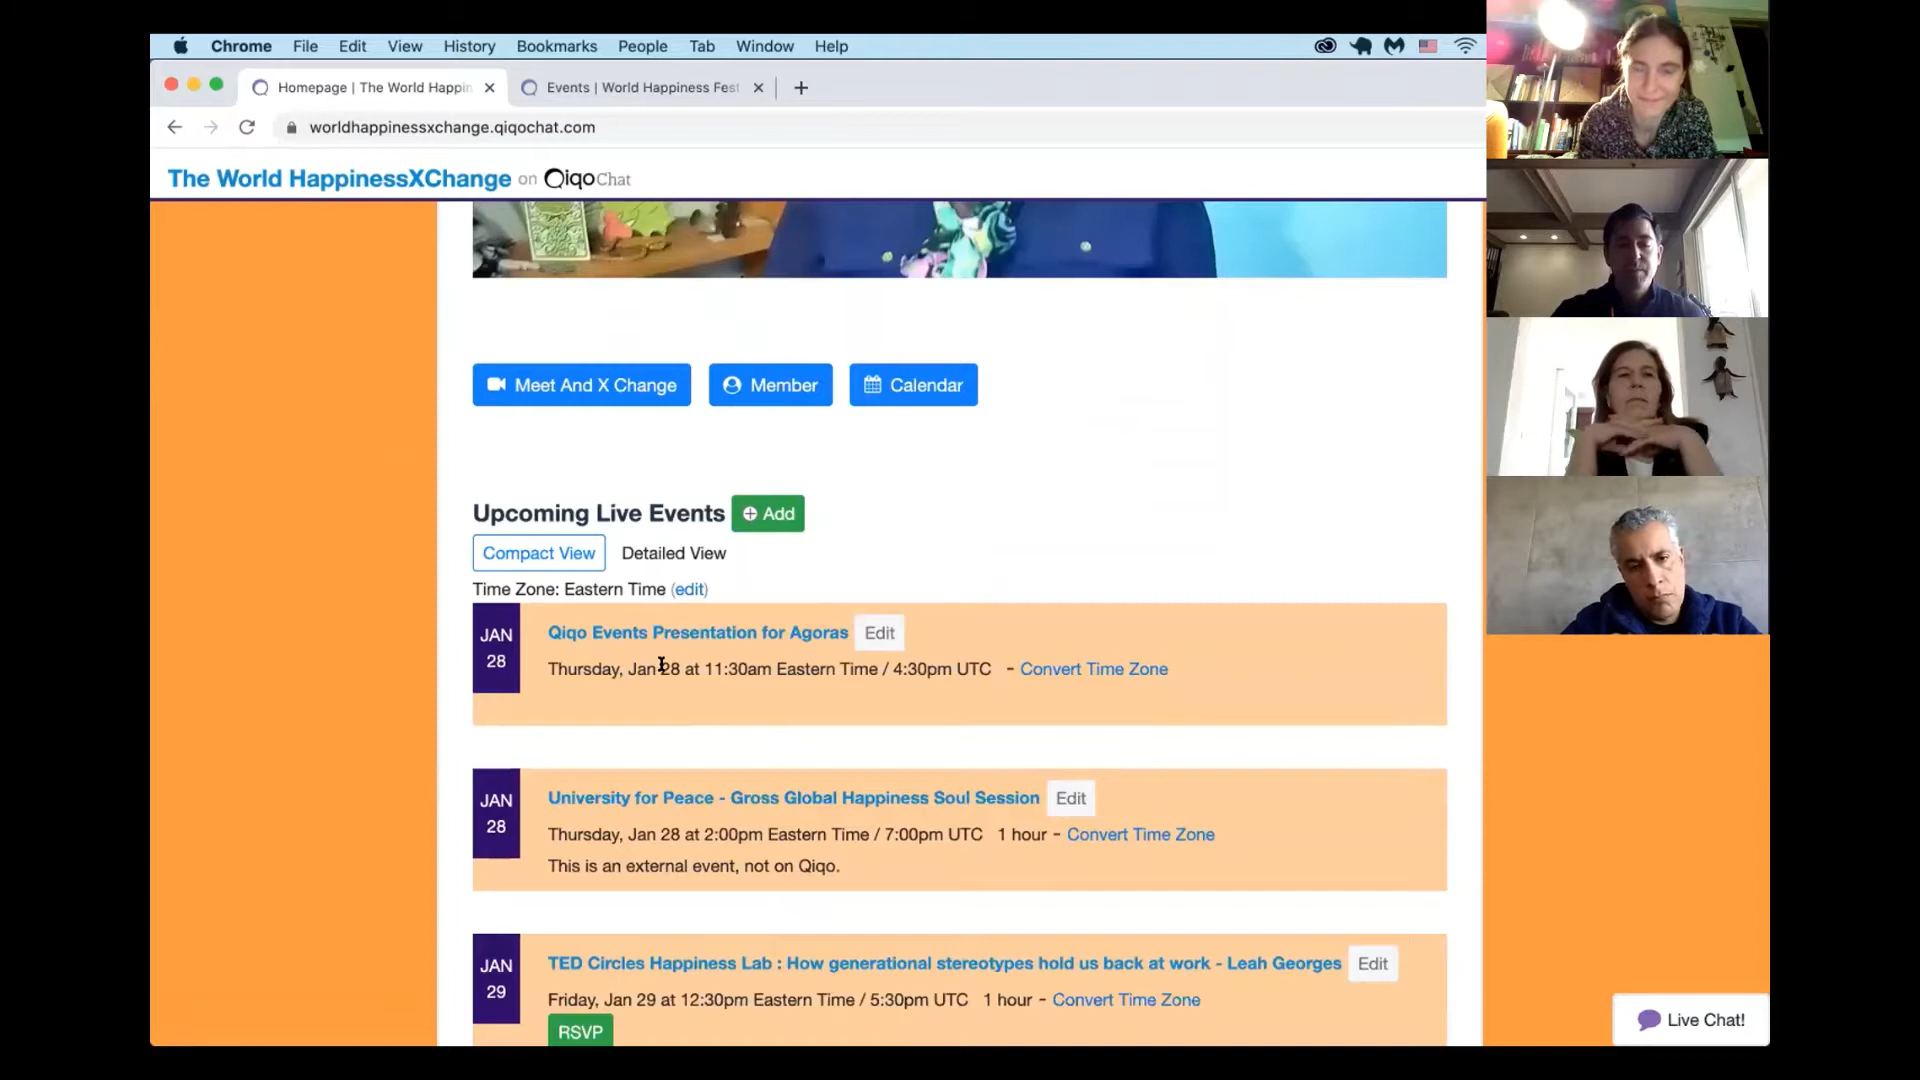 Chrome File Edit View History Bookmarks People Tab Window Help
Homepage | The World Happin
Events | World Happiness Fest
worldhappinessxchange.qiqochat.com
The World HappinessXChange on QiqoChat
Meet And X Change Member Calendar
Upcoming Live Events Add
Compact View Detailed View
Time Zone: Eastern Time (edit)
JAN
28
Qiqo Events Presentation for Agoras Edit
Thursday, Jan 28 at 11:30am Eastern Time / 4:30pm UTC - Convert Time Zone
JAN
28
University for Peace - Gross Global Happiness Soul Session Edit
Thursday, Jan 28 at 2:00pm Eastern Time / 7:00pm UTC 1 hour - Convert Time Zone
This is an external event, not on Qiqo.
JAN
29
TED Circles Happiness Lab : How generational stereotypes hold us back at work - Leah Georges Edit
Friday, Jan 29 at 12:30pm Eastern Time / 5:30pm UTC 1 hour - Convert Time Zone
RSVP
Live Chat!